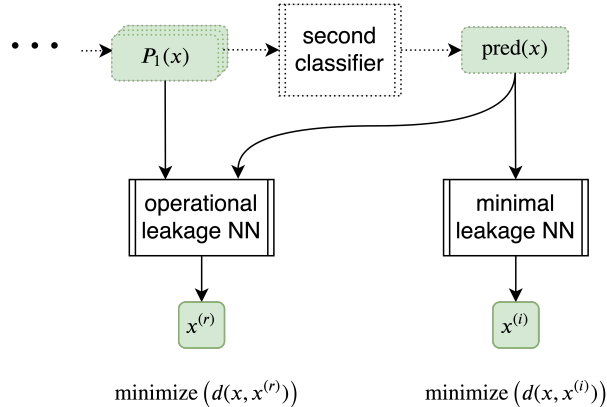 • • •
P₁(x)
second
classifier
pred(x)
operational
leakage NN
minimal
leakage NN
x⁽ʳ⁾
x⁽ⁱ⁾
minimize (d(x, x⁽ʳ⁾))
minimize (d(x, x⁽ⁱ⁾))